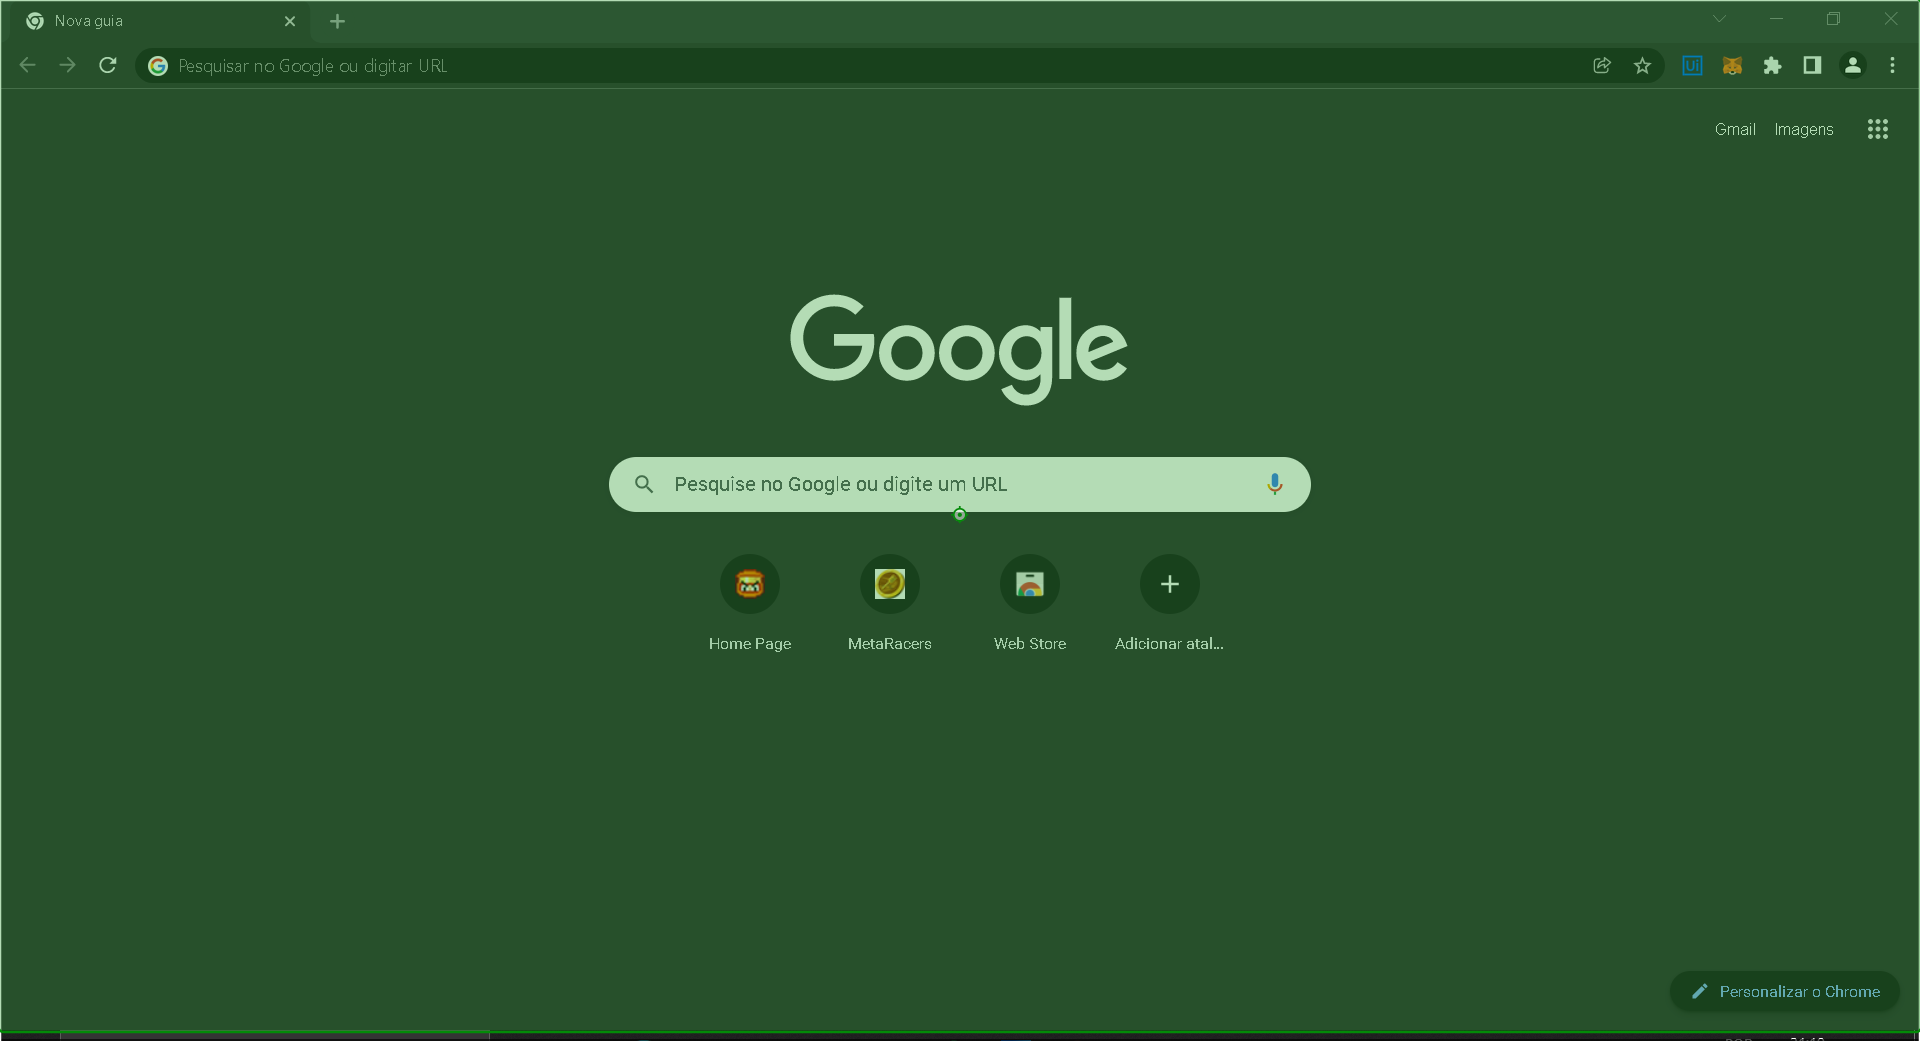 Nova guia
Pesquisar no Google ou digitar URL
Ui
Gmail Imagens
Google
Pesquise no Google ou digite um URL
Home Page MetaRacers Web Store Adicionar atal...
Personalizar o Chrome